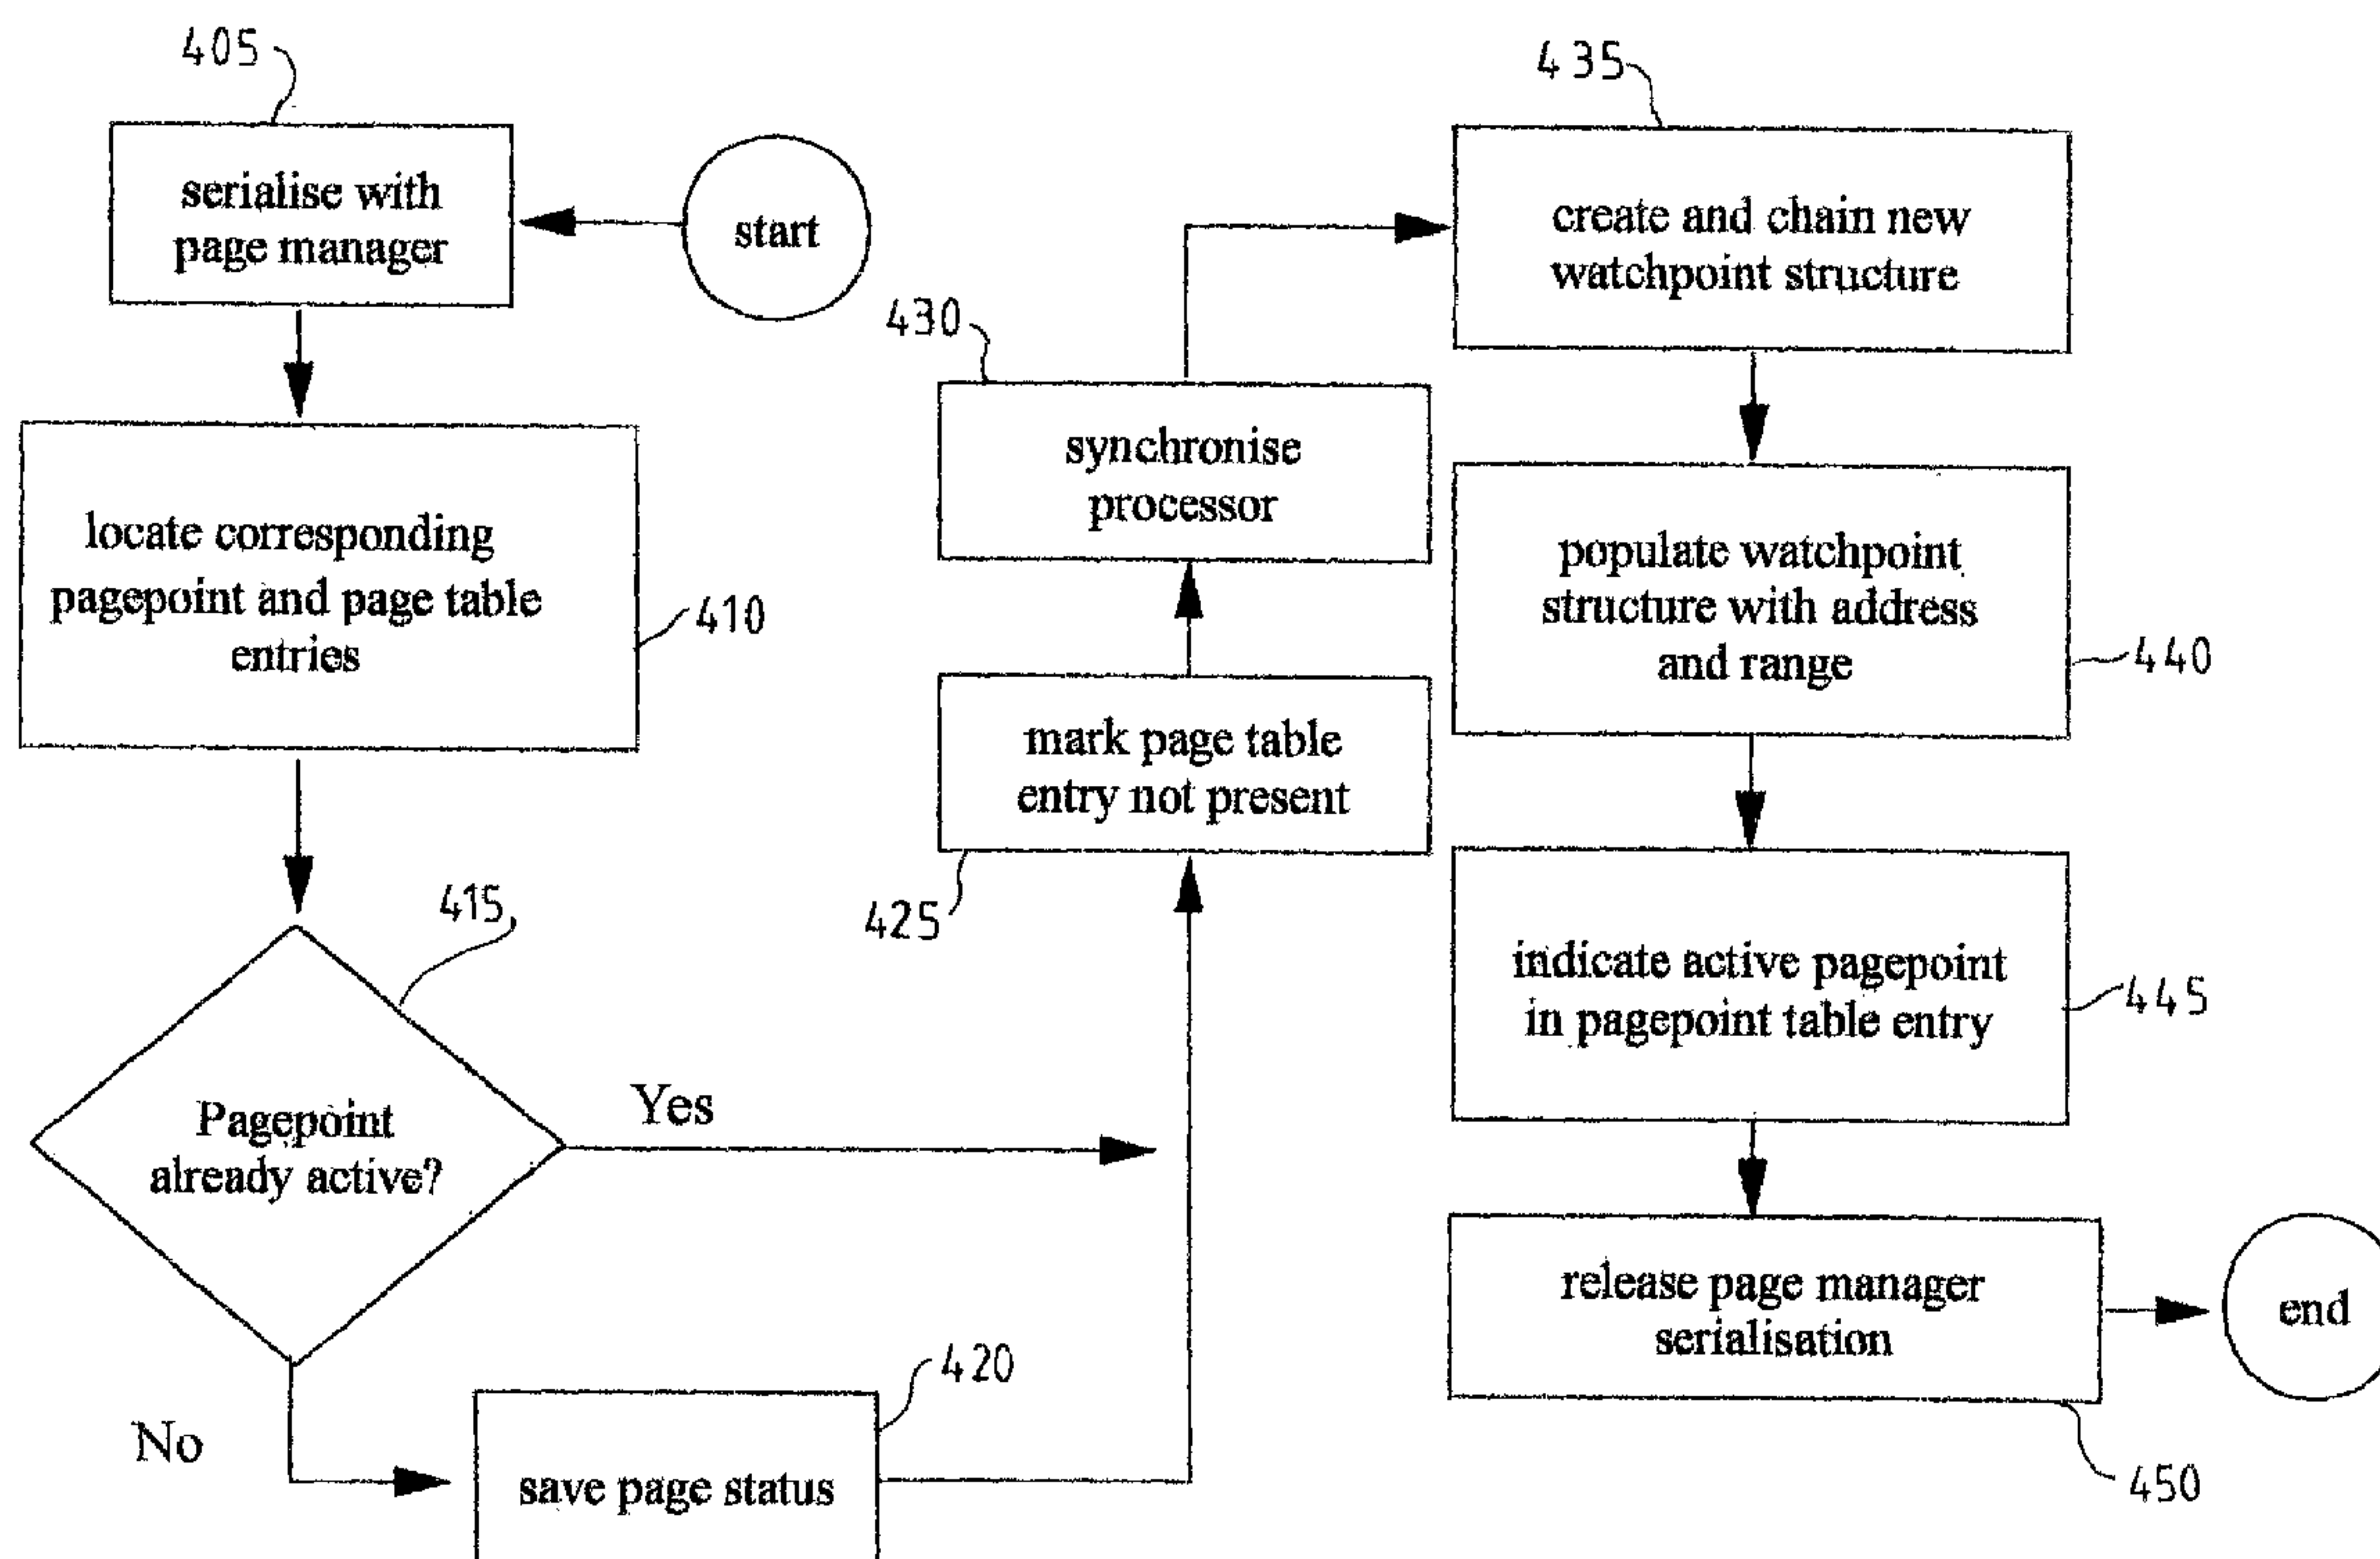 405
serialise with
page manager
start
locate corresponding
pagepoint and page table
entries
410
415
Pagepoint
already active?
Yes
No
420
save page status
425
mark page table
entry not present
430
synchronise
processor
435
create and chain new
watchpoint structure
populate watchpoint
structure with address
and range
440
indicate active pagepoint
in pagepoint table entry
445
release page manager
serialisation
450
end